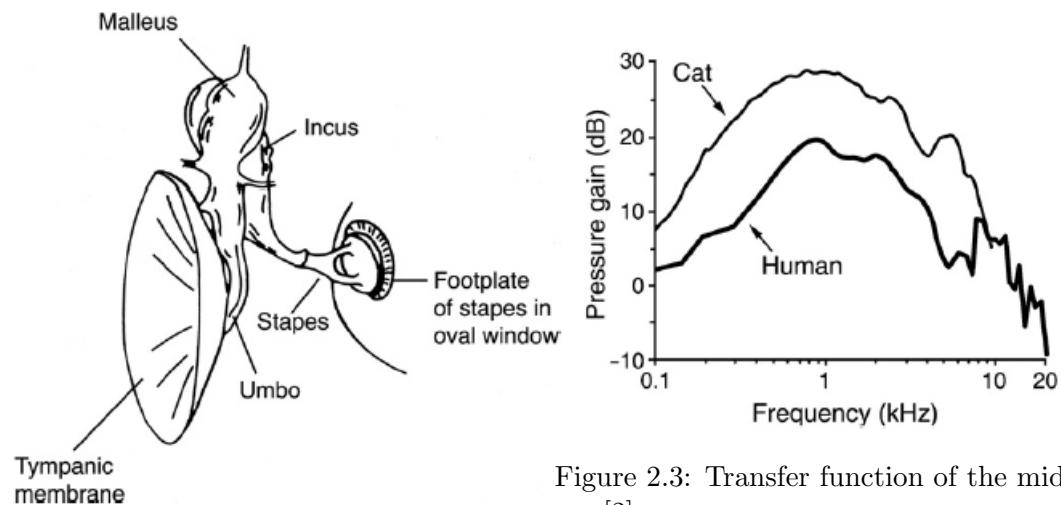 Malleus
Incus
Stapes
Footplate
of stapes in
oval window
Umbo
Tympanic
membrane
30
20
10
0
−10
Pressure gain (dB)
Cat
Human
0.1
1
10
20
Frequency (kHz)
Figure 2.3: Transfer function of the mid